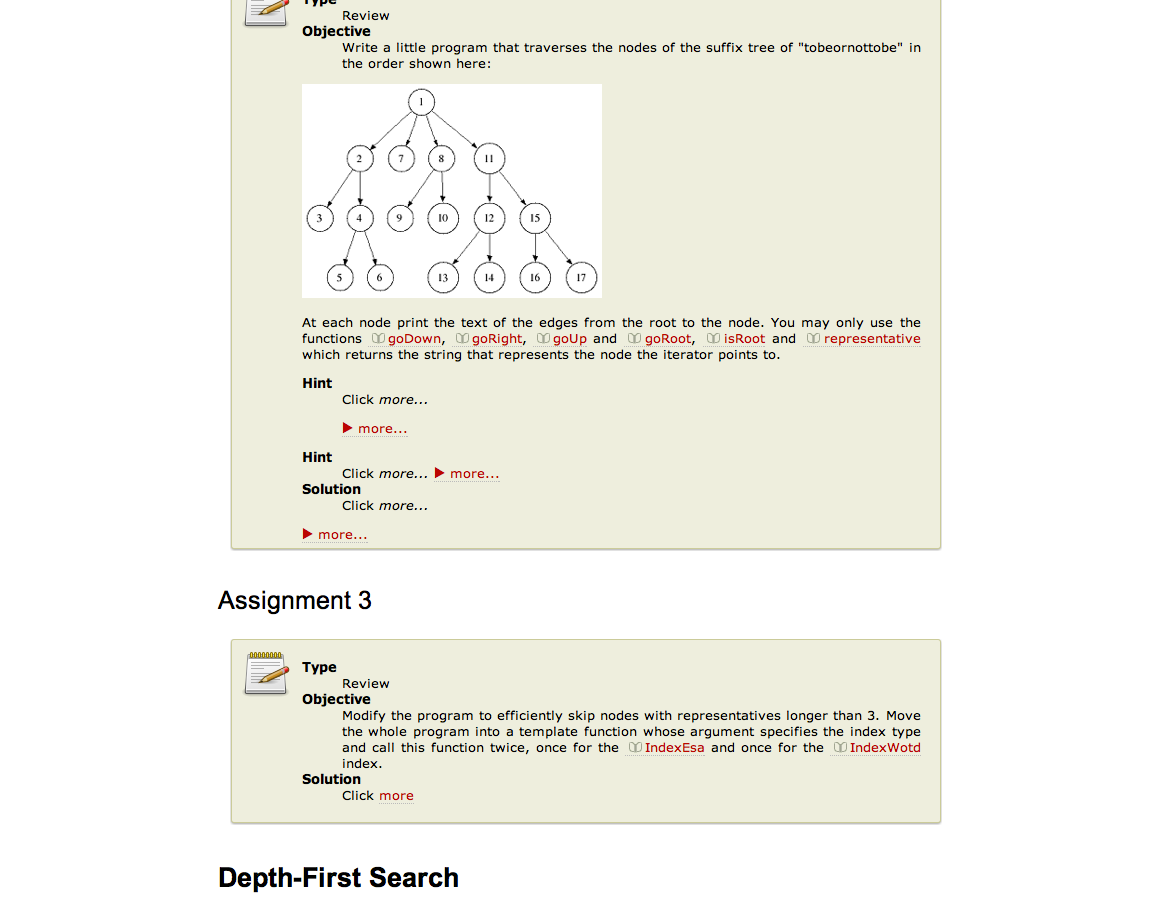 Type
Review
Objective
Write a little program that traverses the nodes of the suffix tree of "tobeornottobe" in
the order shown here:
1
2 7 8 11
3 4 9 10 12 15
5 6 13 14 16 17
At each node print the text of the edges from the root to the node. You may only use the
functions goDown, goRight, goUp and goRoot, isRoot and representative
which returns the string that represents the node the iterator points to.
Hint
Click more...
more...
Hint
Click more... more...
Solution
Click more...
more...
Assignment 3
Type
Review
Objective
Modify the program to efficiently skip nodes with representatives longer than 3. Move
the whole program into a template function whose argument specifies the index type
and call this function twice, once for the IndexEsa and once for the IndexWotd
index.
Solution
Click more
Depth-First Search